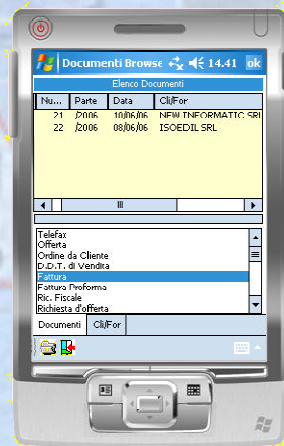 Documenti Browse 14.41 ok
Elenco Documenti
Nu... Parte Data Cli/For
21 /2006 10/06/06 NEW INFORMATIC SRL
22 /2006 08/06/06 ISOEDIL SRL
Telefax
Offerta
Ordine da Cliente
D.D.T. di Vendita
Fattura
Fattura Proforma
Ric. Fiscale
Richiesta d'offerta
Documenti Cli/For